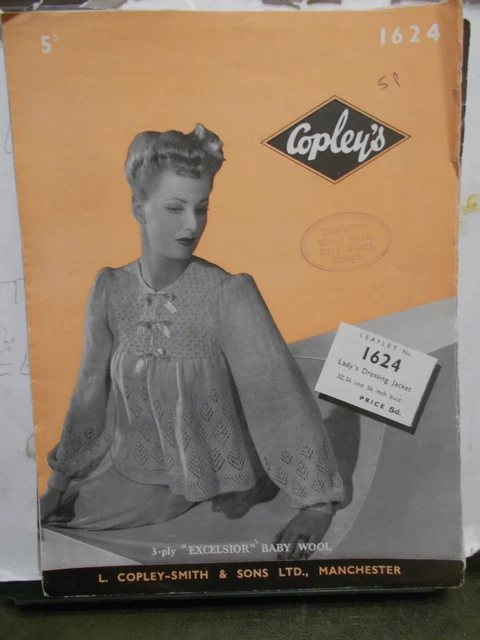 5D
1624
5d
Copley's
LEAFLET No.
1624
Lady's Dressing Jacket
32, 34 and 36 inch bust
PRICE 5d.
3-ply "EXCELSIOR" BABY WOOL
L. COPLEY-SMITH & SONS LTD., MANCHESTER